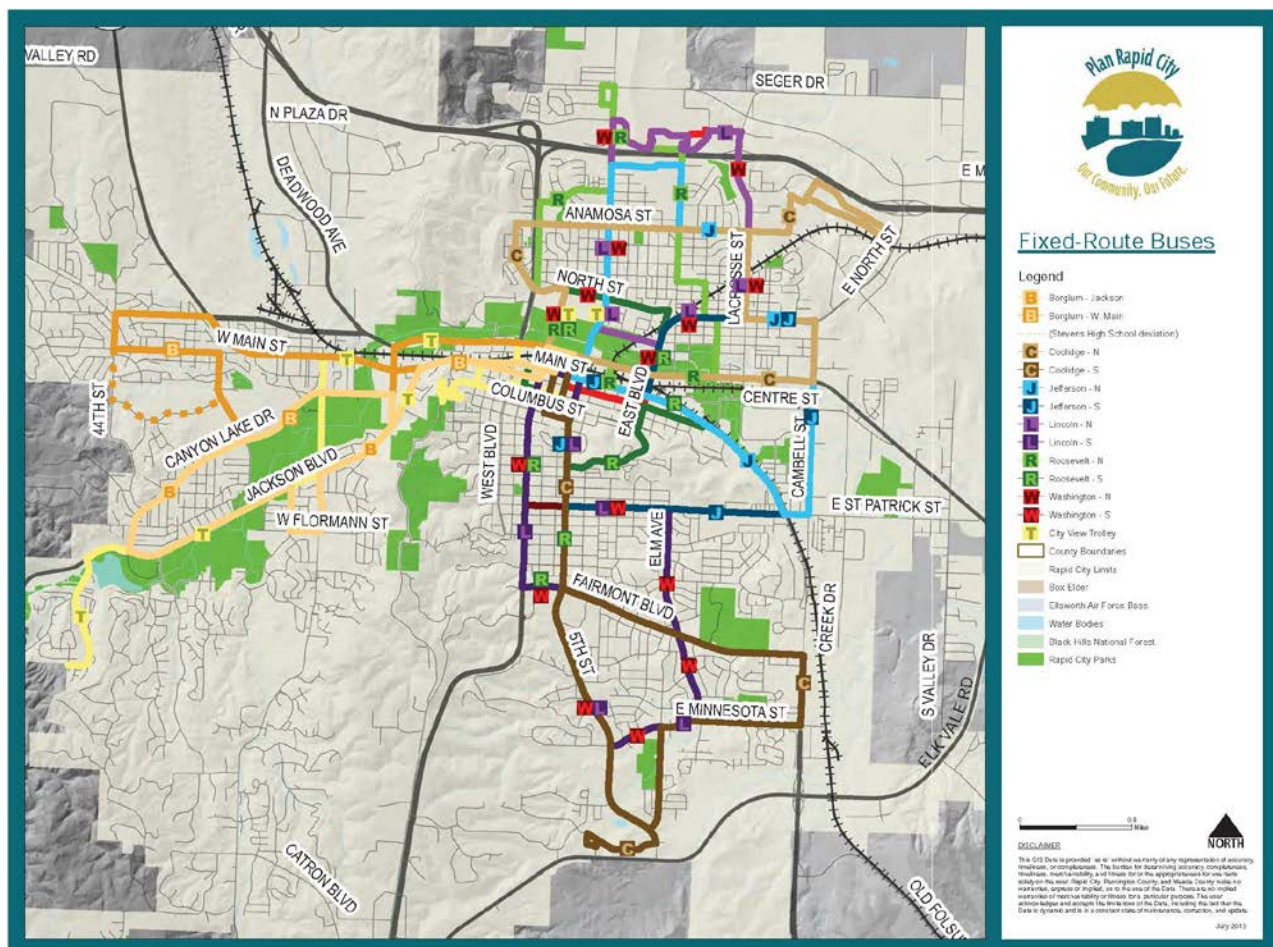 VALLEY RD
N PLAZA DR
DEADWOOD AVE
SEGER DR
E M
ANAMOSA ST
LACROSSE ST
E NORTH ST
NORTH ST
W MAIN ST
MAIN ST
COLUMBUS ST
EAST BLVD
CENTRE ST
44TH ST
CANYON LAKE DR
JACKSON BLVD
WEST BLVD
CAMBELL ST
W FLORMANN ST
E ST PATRICK ST
ELM AVE
FAIRMONT BLVD
5TH ST
CREEK DR
S VALLEY DR
E MINNESOTA ST
ELK VALE RD
CATRON BLVD
OLD FOLSU
Plan Rapid City
Our Community. Our Future.
Fixed-Route Buses
Legend
B Borglum - Jackson
B Borglum - W. Main
(Stevens High School deviation)
C Coolidge - N
C Coolidge - S
J Jefferson - N
J Jefferson - S
L Lincoln - N
L Lincoln - S
R Roosevelt - N
R Roosevelt - S
W Washington - N
W Washington - S
T City View Trolley
County Boundaries
Rapid City Limits
Box Elder
Ellsworth Air Force Base
Water Bodies
Black Hills National Forest
Rapid City Parks
Miles
NORTH
DISCLAIMER
July 2013